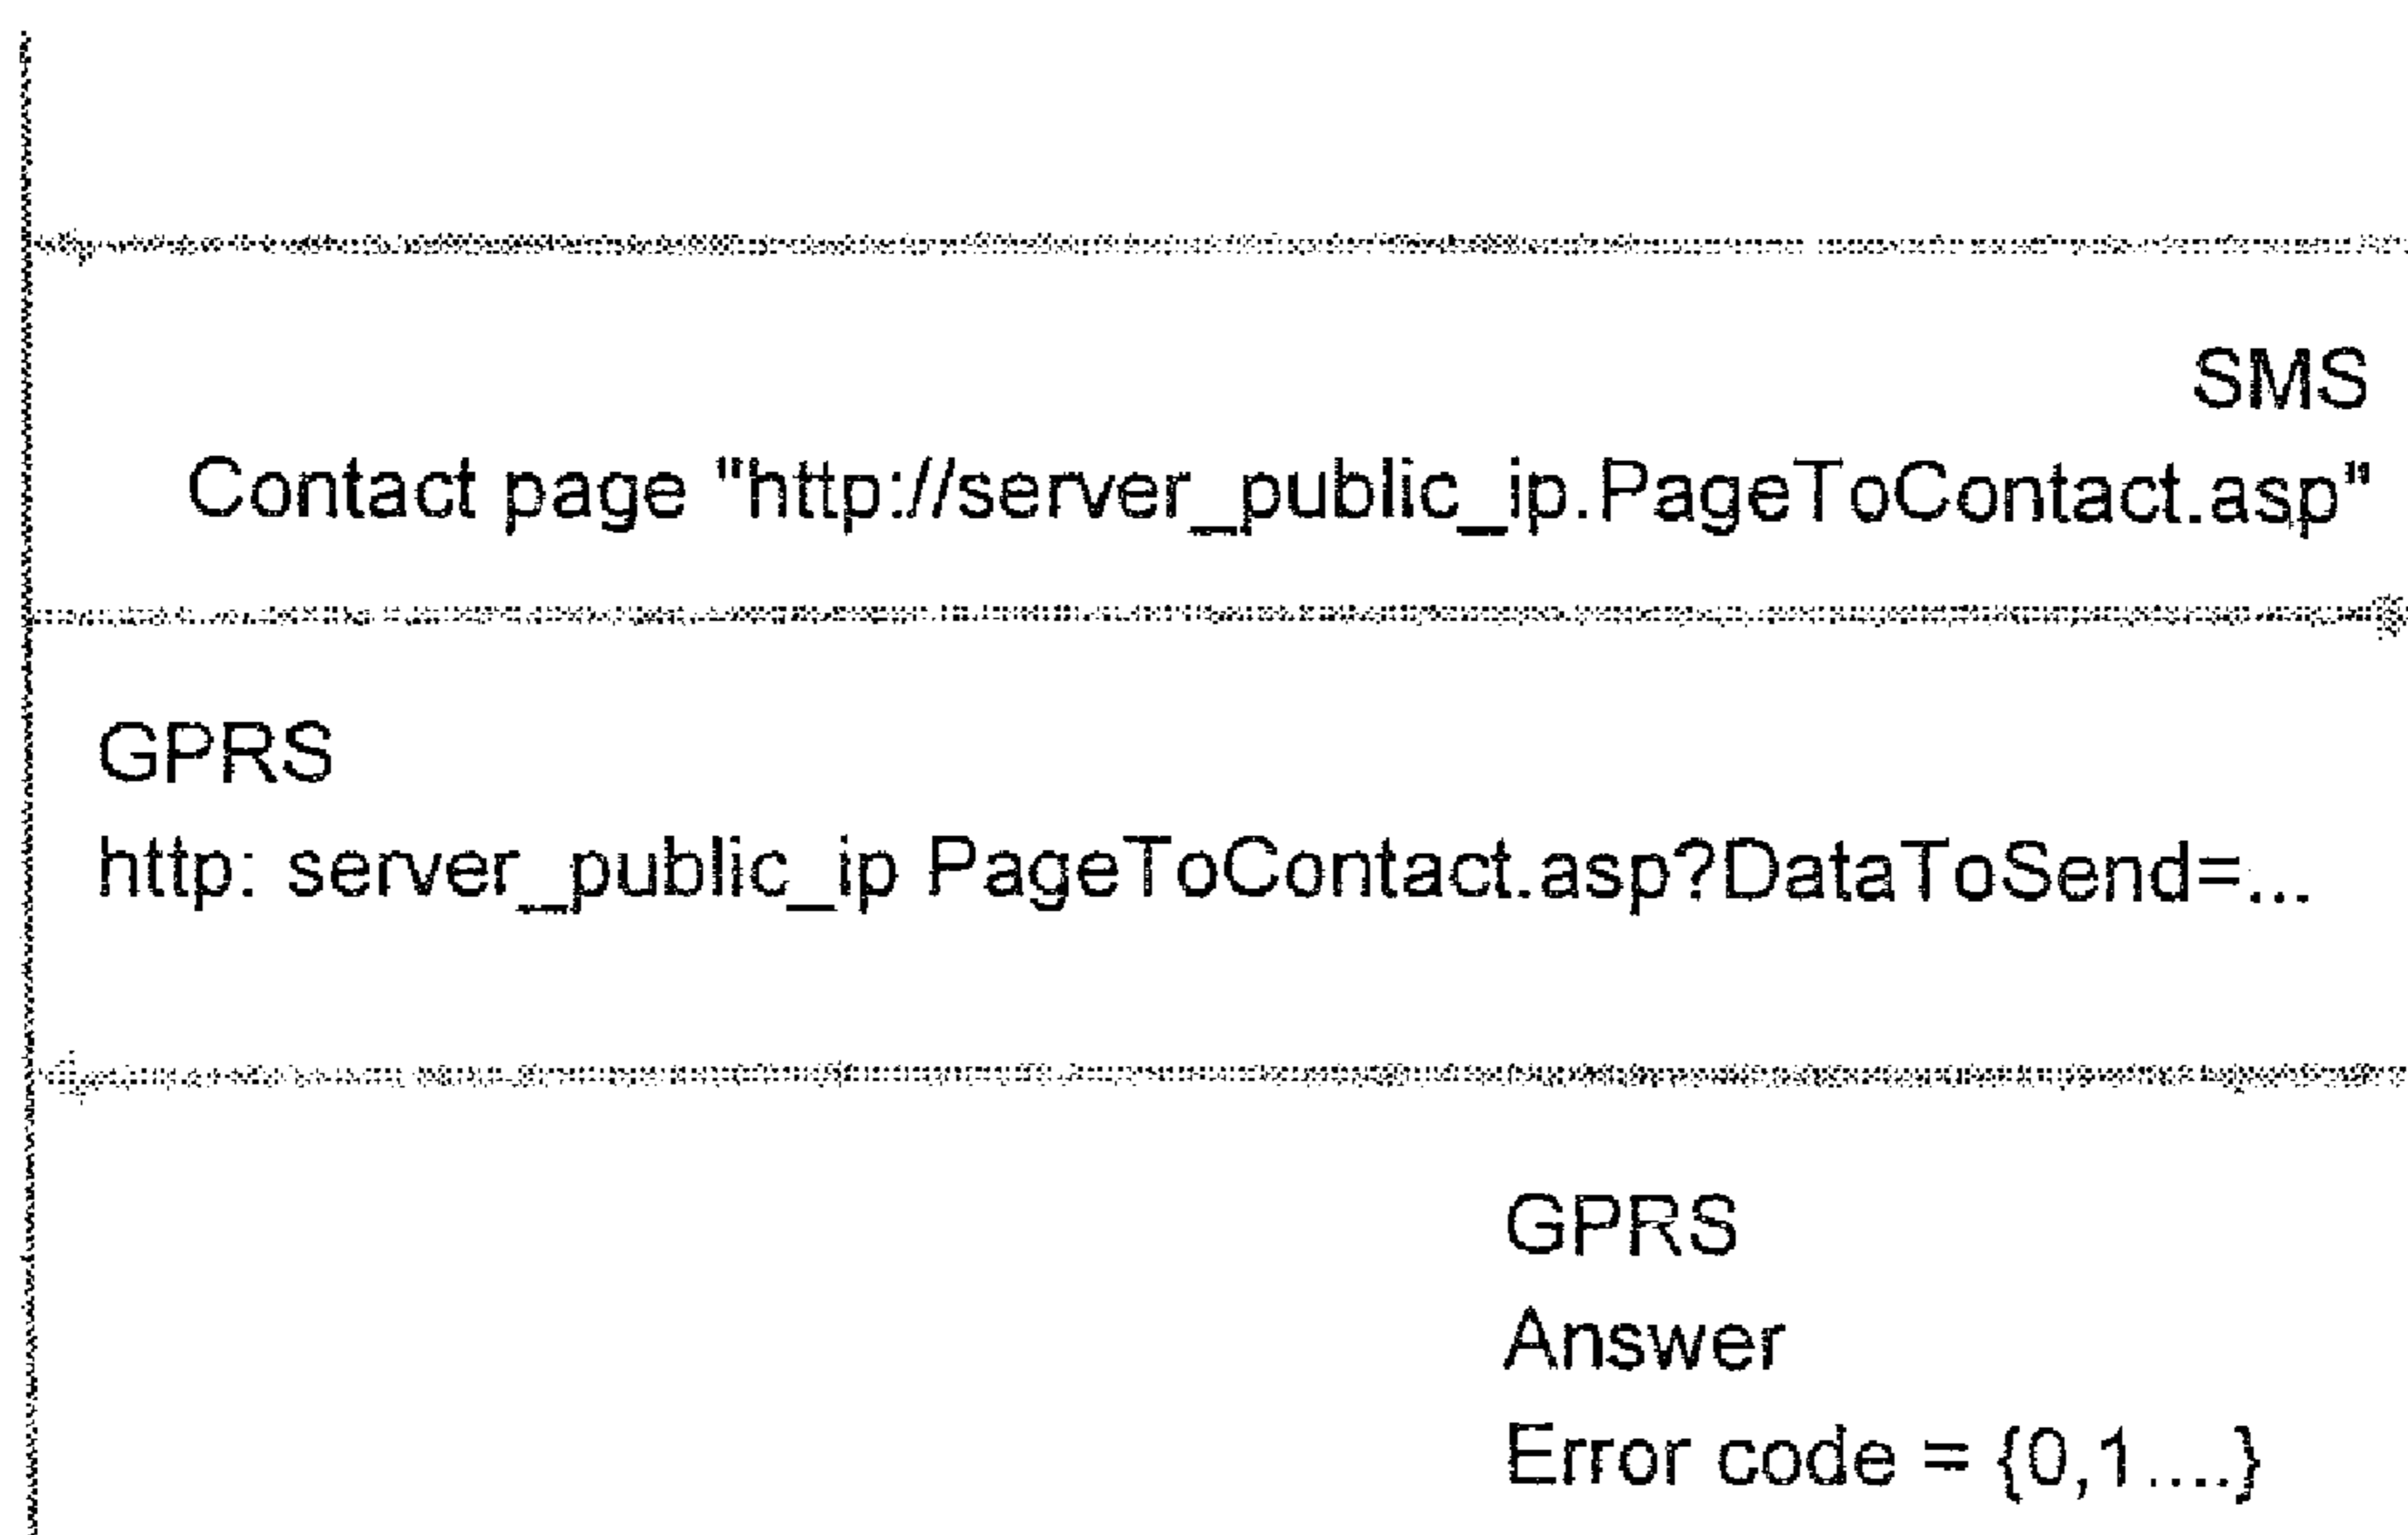 SMS
Contact page "http://server_public_ip.PageToContact.asp"
GPRS
http: server_public_ip PageToContact.asp?DataToSend=...
GPRS
Answer
Error code = {0,1....}